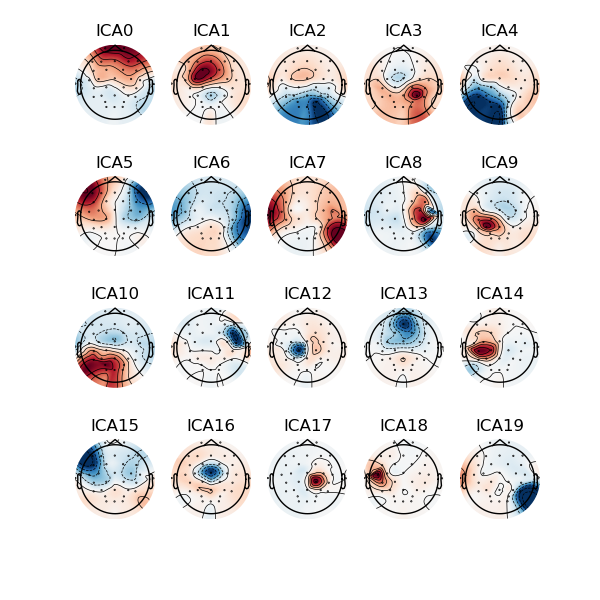 ICA0 ICA1 ICA2 ICA3 ICA4
ICA5 ICA6 ICA7 ICA8 ICA9
ICA10 ICA11 ICA12 ICA13 ICA14
ICA15 ICA16 ICA17 ICA18 ICA19